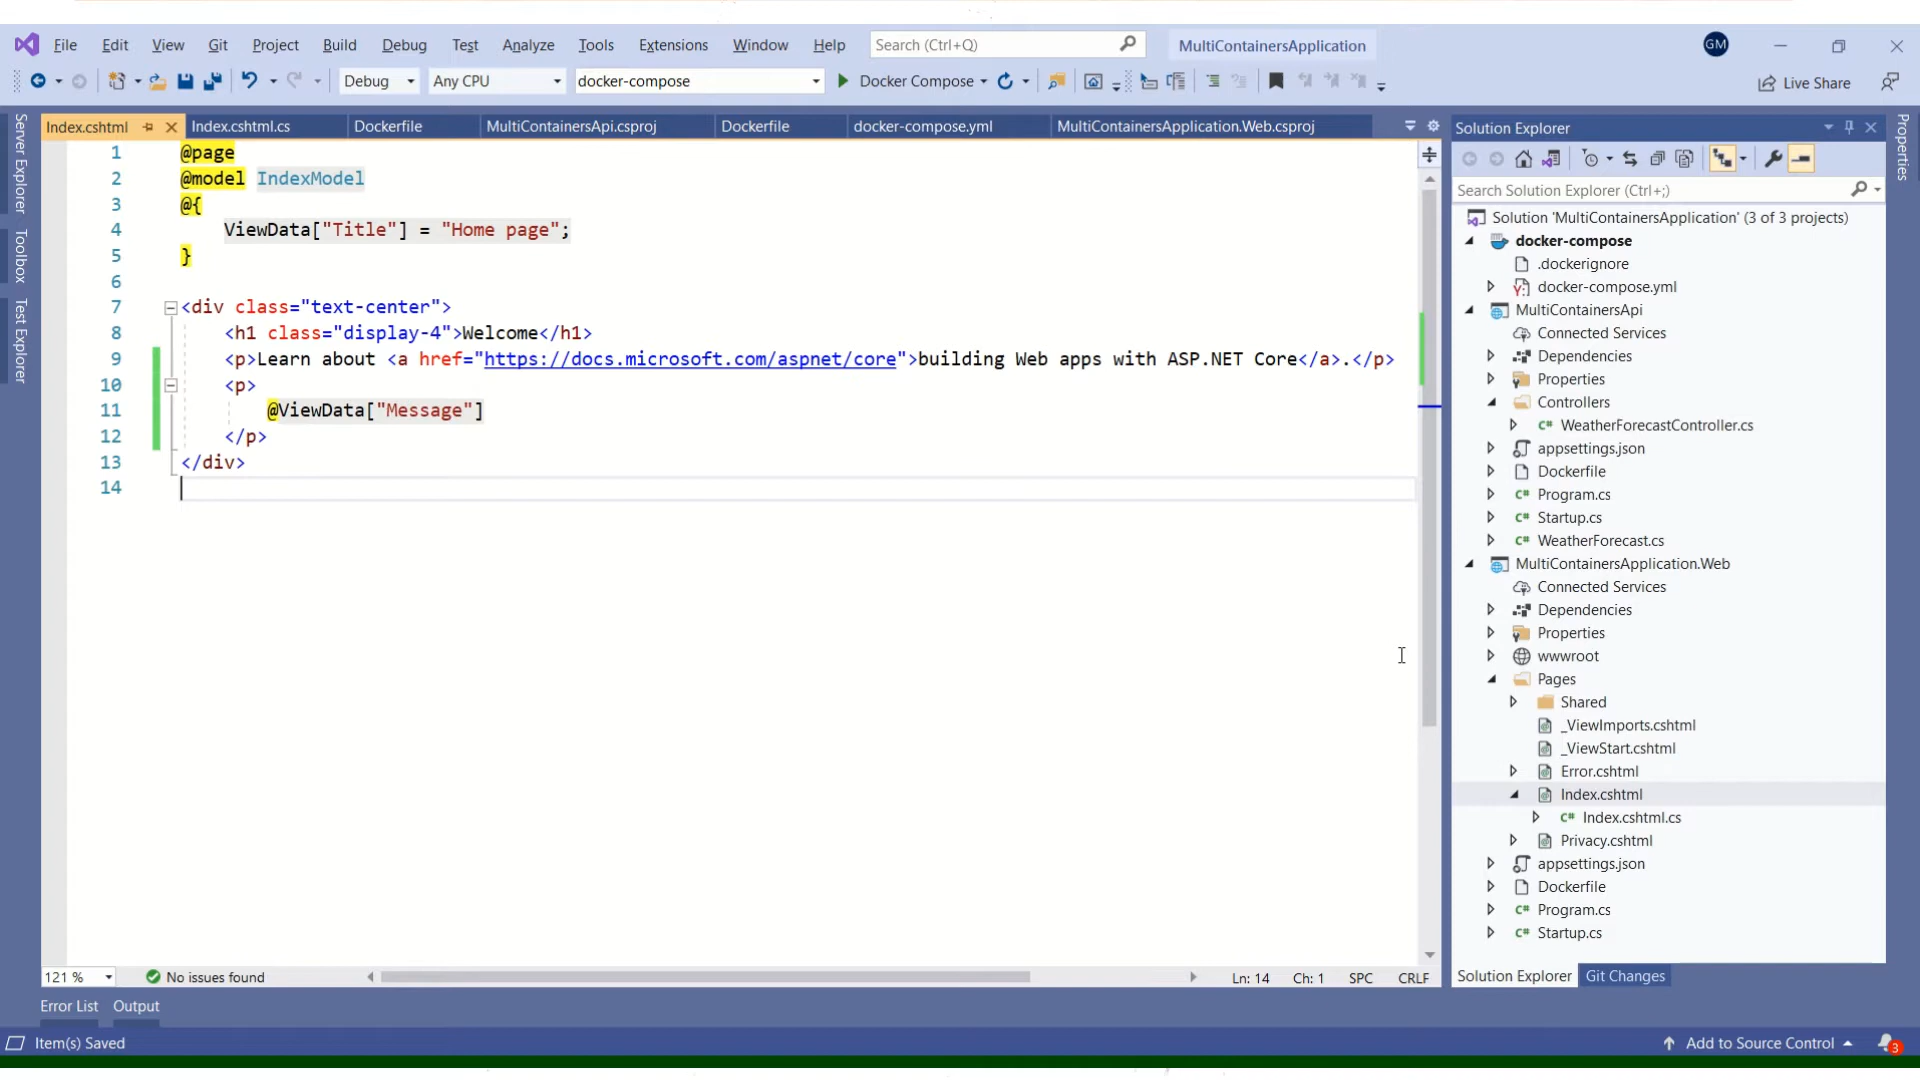 File Edit View Git Project Build Debug Test Analyze Tools Extensions Window Help Search (Ctrl+Q) MultiContainersApplication GM
Debug Any CPU docker-compose Docker Compose Live Share
Index.cshtml Index.cshtml.cs Dockerfile MultiContainersApi.csproj Dockerfile docker-compose.yml MultiContainersApplication.Web.csproj
Server Explorer
Toolbox
Test Explorer
1 @page
2 @model IndexModel
3 @{
4 ViewData["Title"] = "Home page";
5 }
6
7 <div class="text-center">
8 <h1 class="display-4">Welcome</h1>
9 <p>Learn about <a href="https://docs.microsoft.com/aspnet/core">building Web apps with ASP.NET Core</a>.</p>
10 <p>
11 @ViewData["Message"]
12 </p>
13 </div>
14
121 % No issues found Ln: 14 Ch: 1 SPC CRLF
Solution Explorer
Search Solution Explorer (Ctrl+;)
Solution 'MultiContainersApplication' (3 of 3 projects)
docker-compose
.dockerignore
docker-compose.yml
MultiContainersApi
Connected Services
Dependencies
Properties
Controllers
C# WeatherForecastController.cs
appsettings.json
Dockerfile
C# Program.cs
C# Startup.cs
C# WeatherForecast.cs
MultiContainersApplication.Web
Connected Services
Dependencies
Properties
wwwroot
Pages
Shared
_ViewImports.cshtml
_ViewStart.cshtml
Error.cshtml
Index.cshtml
C# Index.cshtml.cs
Privacy.cshtml
appsettings.json
Dockerfile
C# Program.cs
C# Startup.cs
Solution Explorer Git Changes
Properties
Error List Output
Item(s) Saved Add to Source Control 3